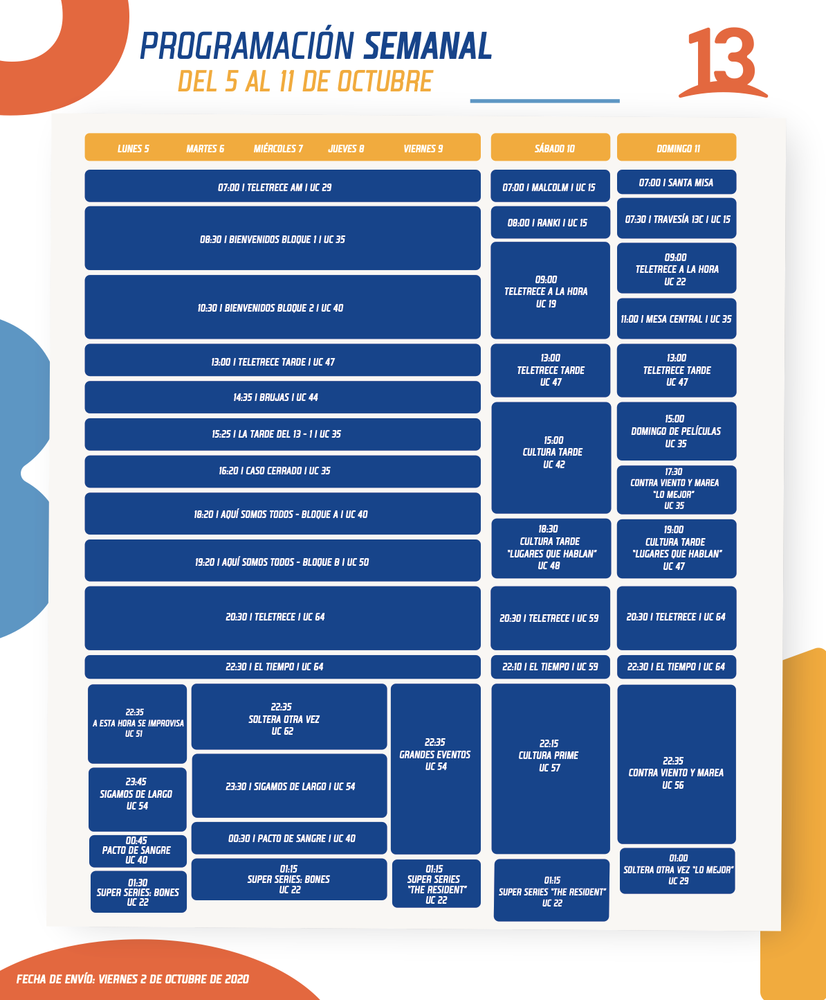 PROGRAMACIÓN SEMANAL
DEL 5 AL 11 DE OCTUBRE
13
LUNES 5
MARTES 6
MIÉRCOLES 7
JUEVES 8
VIERNES 9
SÁBADO 10
DOMINGO 11
07:00 | TELETRECE AM | UC 29
08:30 | BIENVENIDOS BLOQUE 1 | UC 35
10:30 | BIENVENIDOS BLOQUE 2 | UC 40
13:00 | TELETRECE TARDE | UC 47
14:35 | BRUJAS | UC 44
15:25 | LA TARDE DEL 13 - 1 | UC 35
16:20 | CASO CERRADO | UC 35
18:20 | AQUÍ SOMOS TODOS - BLOQUE A | UC 40
19:20 | AQUÍ SOMOS TODOS - BLOQUE B | UC 50
20:30 | TELETRECE | UC 64
22:30 | EL TIEMPO | UC 64
22:35
A ESTA HORA SE IMPROVISA
UC 51
23:45
SIGAMOS DE LARGO
UC 54
00:45
PACTO DE SANGRE
UC 40
01:30
SUPER SERIES: BONES
UC 22
22:35
SOLTERA OTRA VEZ
UC 62
23:30 | SIGAMOS DE LARGO | UC 54
00:30 | PACTO DE SANGRE | UC 40
01:15
SUPER SERIES: BONES
UC 22
22:35
GRANDES EVENTOS
UC 54
01:15
SUPER SERIES
"THE RESIDENT"
UC 22
07:00 | MALCOLM | UC 15
08:00 | RANKI | UC 15
09:00
TELETRECE A LA HORA
UC 19
13:00
TELETRECE TARDE
UC 47
15:00
CULTURA TARDE
UC 42
18:30
CULTURA TARDE
"LUGARES QUE HABLAN"
UC 48
20:30 | TELETRECE | UC 59
22:10 | EL TIEMPO | UC 59
22:15
CULTURA PRIME
UC 57
01:15
SUPER SERIES "THE RESIDENT"
UC 22
07:00 | SANTA MISA
07:30 | TRAVESÍA 13C | UC 15
09:00
TELETRECE A LA HORA
UC 22
11:00 | MESA CENTRAL | UC 35
13:00
TELETRECE TARDE
UC 47
15:00
DOMINGO DE PELÍCULAS
UC 35
17:30
CONTRA VIENTO Y MAREA
"LO MEJOR"
UC 35
19:00
CULTURA TARDE
"LUGARES QUE HABLAN"
UC 47
20:30 | TELETRECE | UC 64
22:30 | EL TIEMPO | UC 64
22:35
CONTRA VIENTO Y MAREA
UC 56
01:00
SOLTERA OTRA VEZ "LO MEJOR"
UC 29
FECHA DE ENVÍO: VIERNES 2 DE OCTUBRE DE 2020